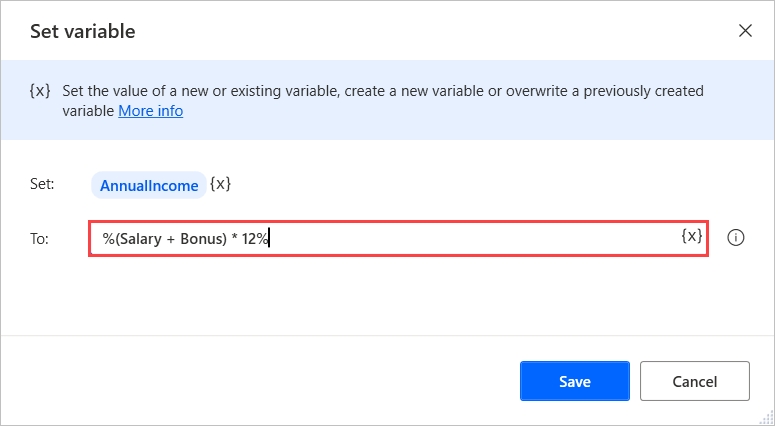 Set variable
{x} Set the value of a new or existing variable, create a new variable or overwrite a previously created
variable More info
Set: AnnualIncome {x}
To: %(Salary + Bonus) * 12% {x}
Save Cancel